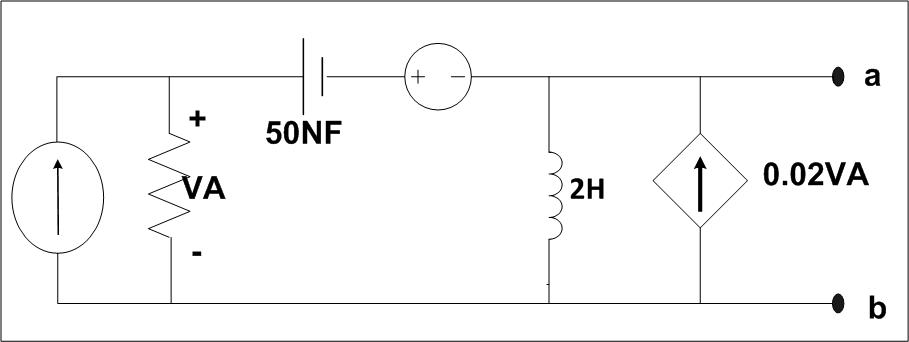 a
+
50NF
+
−
VA
2H
0.02VA
-
b